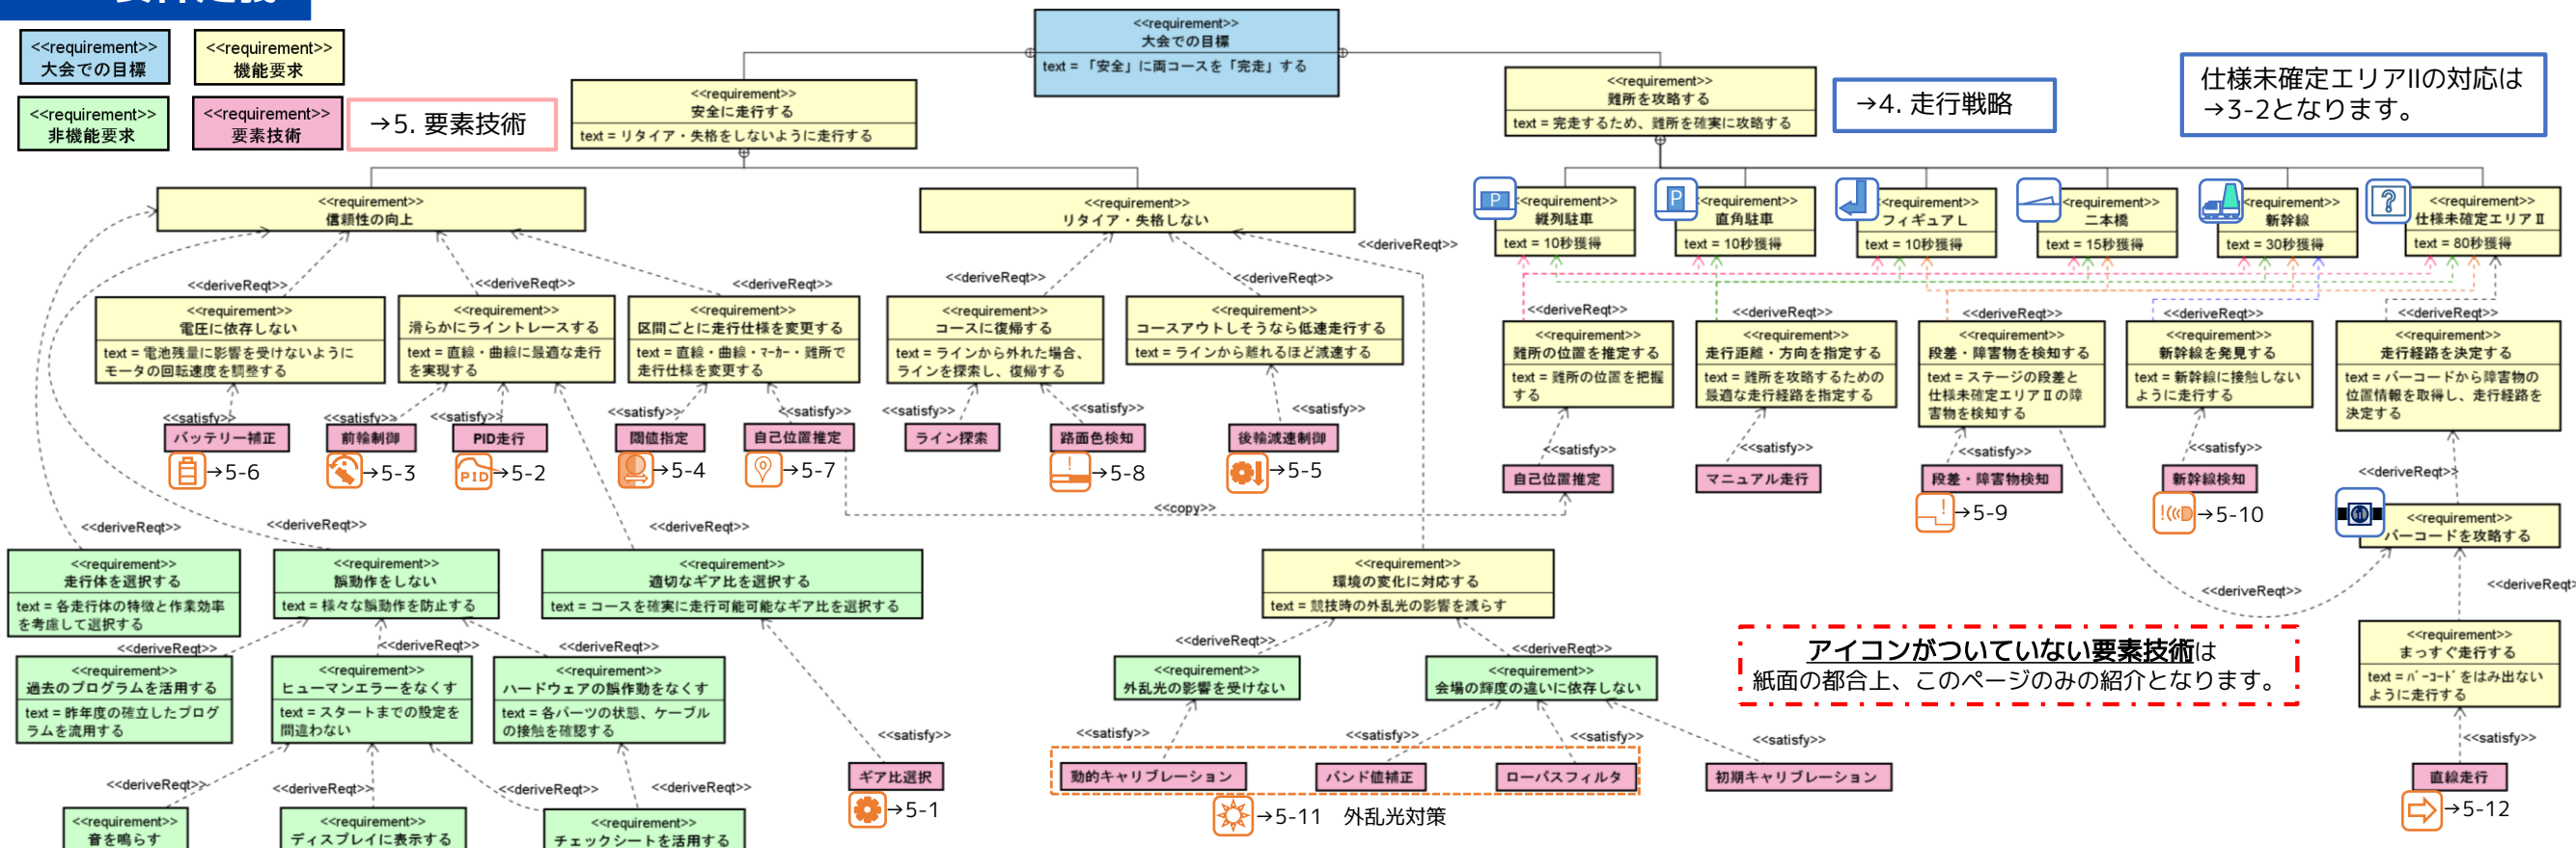 <<requirement>>
大会での目標
<<requirement>>
機能要求
<<requirement>>
非機能要求
<<requirement>>
要素技術
→5. 要素技術
<<requirement>>
大会での目標
text = 「安全」に両コースを「完走」する
<<requirement>>
安全に走行する
text = リタイア・失格をしないように走行する
<<requirement>>
難所を攻略する
text = 完走するため、難所を確実に攻略する
→4. 走行戦略
仕様未確定エリアIIの対応は
→3-2となります。
<<requirement>>
信頼性の向上
<<requirement>>
リタイア・失格しない
<<deriveReqt>>
P
<<requirement>>
縦列駐車
text = 10秒獲得
P
<<requirement>>
直角駐車
text = 10秒獲得
<<requirement>>
フィギュアL
text = 10秒獲得
<<requirement>>
二本橋
text = 15秒獲得
<<requirement>>
新幹線
text = 30秒獲得
?
<<requirement>>
仕様未確定エリアⅡ
text = 80秒獲得
<<deriveReqt>>
<<deriveReqt>>
<<deriveReqt>>
<<deriveReqt>>
<<deriveReqt>>
<<requirement>>
電圧に依存しない
text = 電池残量に影響を受けないように
モータの回転速度を調整する
<<requirement>>
滑らかにライントレースする
text = 直線・曲線に最適な走行
を実現する
<<requirement>>
区間ごとに走行仕様を変更する
text = 直線・曲線・マーカー・難所で
走行仕様を変更する
<<requirement>>
コースに復帰する
text = ラインから外れた場合、
ラインを探索し、復帰する
<<requirement>>
コースアウトしそうなら低速走行する
text = ラインから離れるほど減速する
<<deriveReqt>>
<<deriveReqt>>
<<deriveReqt>>
<<deriveReqt>>
<<deriveReqt>>
<<requirement>>
難所の位置を推定する
text = 難所の位置を把握
する
<<requirement>>
走行距離・方向を指定する
text = 難所を攻略するための
最適な走行経路を指定する
<<requirement>>
段差・障害物を検知する
text = ステージの段差と
仕様未確定エリアⅡの障
害物を検知する
<<requirement>>
新幹線を発見する
text = 新幹線に接触しない
ように走行する
<<requirement>>
走行経路を決定する
text = バーコードから障害物の
位置情報を取得し、走行経路を
決定する
<<satisfy>>
<<satisfy>>
<<satisfy>>
<<satisfy>>
<<satisfy>>
<<satisfy>>
<<satisfy>>
<<satisfy>>
バッテリー補正
前輪制御
PID走行
閾値指定
自己位置推定
ライン探索
路面色検知
後輪減速制御
→5-6
→5-3
PID
→5-2
→5-4
→5-7
!
→5-8
→5-5
<<satisfy>>
<<satisfy>>
<<satisfy>>
<<satisfy>>
<<deriveReqt>>
自己位置推定
マニュアル走行
段差・障害物検知
新幹線検知
!
→5-9
→5-10
<<copy>>
<<requirement>>
バーコードを攻略する
<<deriveReqt>>
<<deriveReqt>>
<<deriveReqt>>
<<deriveReqt>>
<<deriveReqt>>
<<requirement>>
走行体を選択する
text = 各走行体の特徴と作業効率
を考慮して選択する
<<requirement>>
誤動作をしない
text = 様々な誤動作を防止する
<<requirement>>
適切なギア比を選択する
text = コースを確実に走行可能可能なギア比を選択する
<<requirement>>
環境の変化に対応する
text = 競技時の外乱光の影響を減らす
<<deriveReqt>>
<<deriveReqt>>
<<deriveReqt>>
<<deriveReqt>>
<<deriveReqt>>
<<requirement>>
過去のプログラムを活用する
text = 昨年度の確立したプログ
ラムを流用する
<<requirement>>
ヒューマンエラーをなくす
text = スタートまでの設定を
間違わない
<<requirement>>
ハードウェアの誤作動をなくす
text = 各パーツの状態、ケーブル
の接触を確認する
<<requirement>>
外乱光の影響を受けない
<<requirement>>
会場の輝度の違いに依存しない
アイコンがついていない要素技術は
紙面の都合上、このページのみの紹介となります。
<<requirement>>
まっすぐ走行する
text = バーコードをはみ出ない
ように走行する
<<satisfy>>
<<satisfy>>
<<satisfy>>
<<satisfy>>
<<satisfy>>
<<satisfy>>
ギア比選択
→5-1
動的キャリブレーション
バンド値補正
ローパスフィルタ
初期キャリブレーション
→5-11 外乱光対策
直線走行
→5-12
<<deriveReqt>>
<<deriveReqt>>
<<deriveReqt>>
<<deriveReqt>>
<<requirement>>
音を鳴らす
<<requirement>>
ディスプレイに表示する
<<requirement>>
チェックシートを活用する